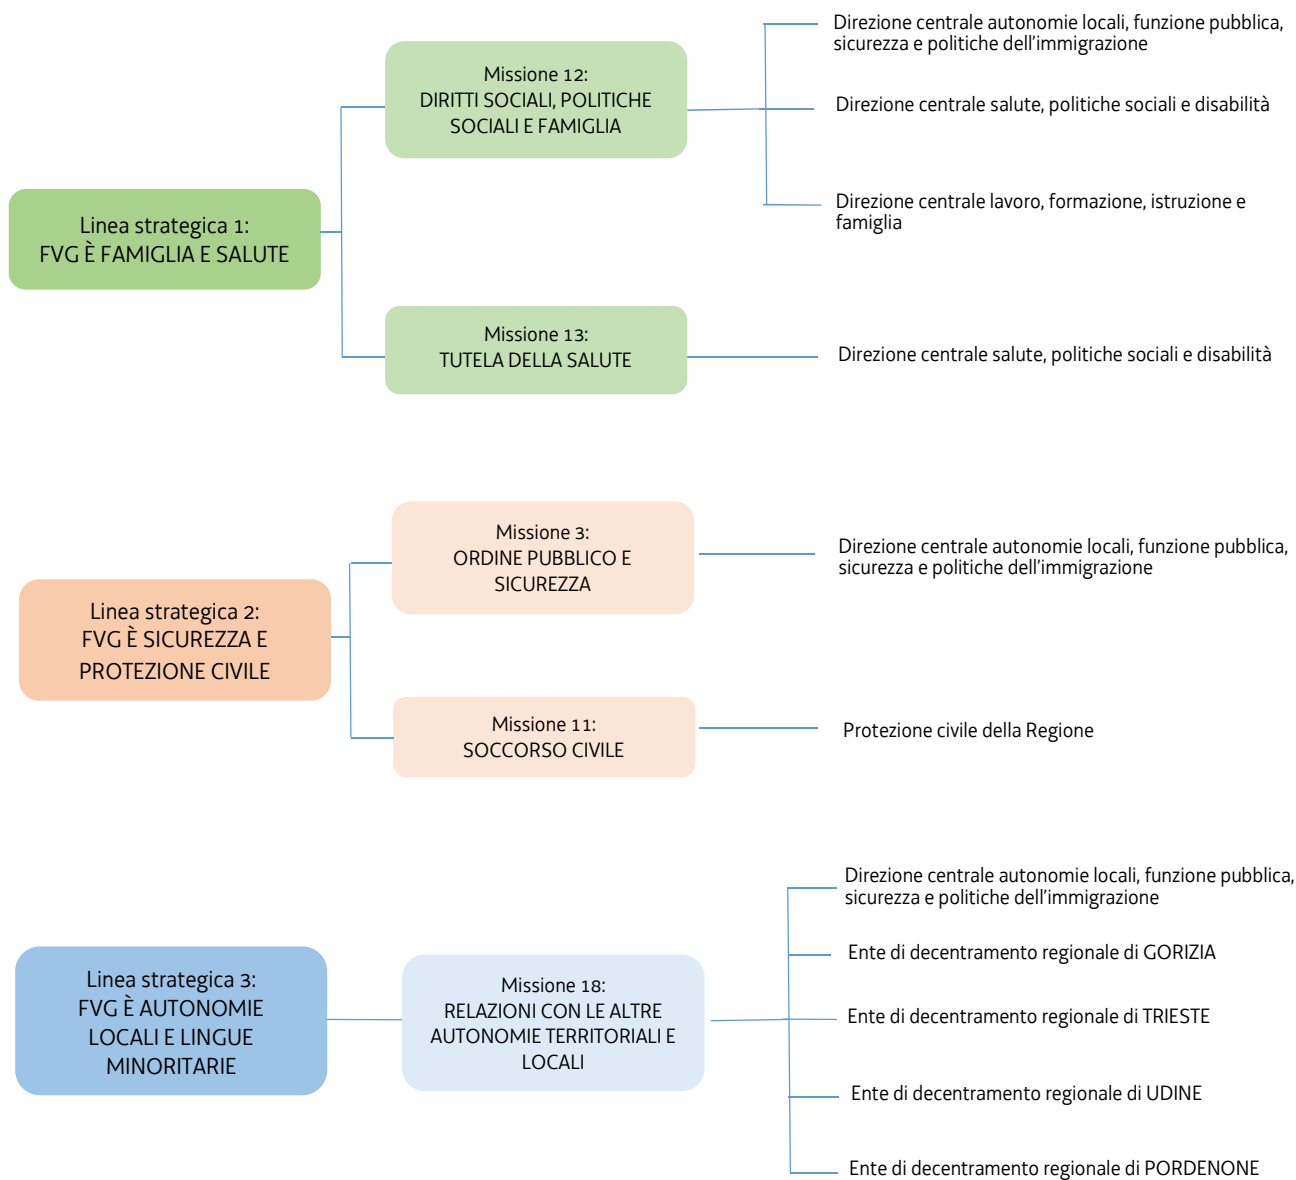 Linea strategica 1:
FVG È FAMIGLIA E SALUTE
Missione 12:
DIRITTI SOCIALI, POLITICHE
SOCIALI E FAMIGLIA
Direzione centrale autonomie locali, funzione pubblica,
sicurezza e politiche dell'immigrazione
Direzione centrale salute, politiche sociali e disabilità
Direzione centrale lavoro, formazione, istruzione e
famiglia
Missione 13:
TUTELA DELLA SALUTE
Direzione centrale salute, politiche sociali e disabilità
Linea strategica 2:
FVG È SICUREZZA E
PROTEZIONE CIVILE
Missione 3:
ORDINE PUBBLICO E
SICUREZZA
Direzione centrale autonomie locali, funzione pubblica,
sicurezza e politiche dell'immigrazione
Missione 11:
SOCCORSO CIVILE
Protezione civile della Regione
Linea strategica 3:
FVG È AUTONOMIE
LOCALI E LINGUE
MINORITARIE
Missione 18:
RELAZIONI CON LE ALTRE
AUTONOMIE TERRITORIALI E
LOCALI
Direzione centrale autonomie locali, funzione pubblica,
sicurezza e politiche dell'immigrazione
Ente di decentramento regionale di GORIZIA
Ente di decentramento regionale di TRIESTE
Ente di decentramento regionale di UDINE
Ente di decentramento regionale di PORDENONE